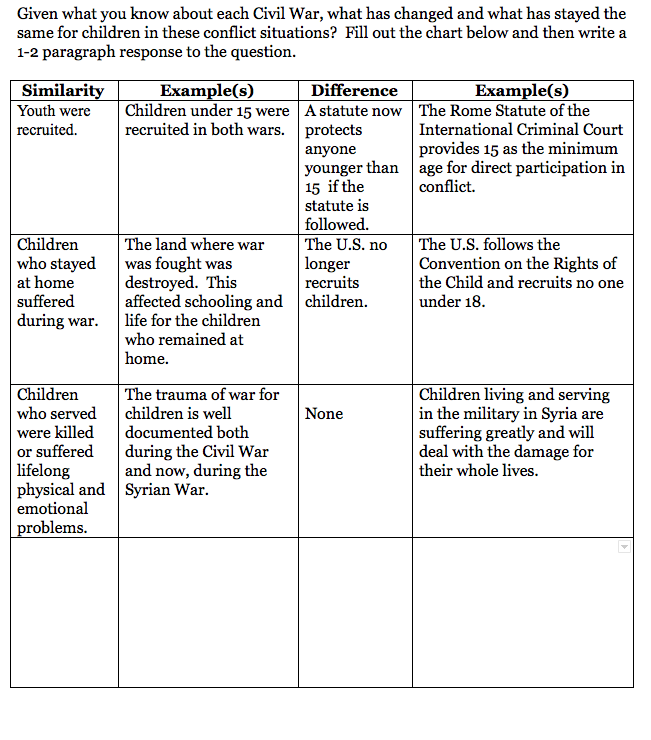 Given what you know about each Civil War, what has changed and what has stayed the
same for children in these conflict situations?  Fill out the chart below and then write a
1-2 paragraph response to the question.
Similarity
Example(s)
Difference
Example(s)
Youth were
recruited.
Children under 15 were
recruited in both wars.
A statute now
protects
anyone
younger than
15  if the
statute is
followed.
The Rome Statute of the
International Criminal Court
provides 15 as the minimum
age for direct participation in
conflict.
Children
who stayed
at home
suffered
during war.
The land where war
was fought was
destroyed.  This
affected schooling and
life for the children
who remained at
home.
The U.S. no
longer
recruits
children.
The U.S. follows the
Convention on the Rights of
the Child and recruits no one
under 18.
Children
who served
were killed
or suffered
lifelong
physical and
emotional
problems.
The trauma of war for
children is well
documented both
during the Civil War
and now, during the
Syrian War.
None
Children living and serving
in the military in Syria are
suffering greatly and will
deal with the damage for
their whole lives.